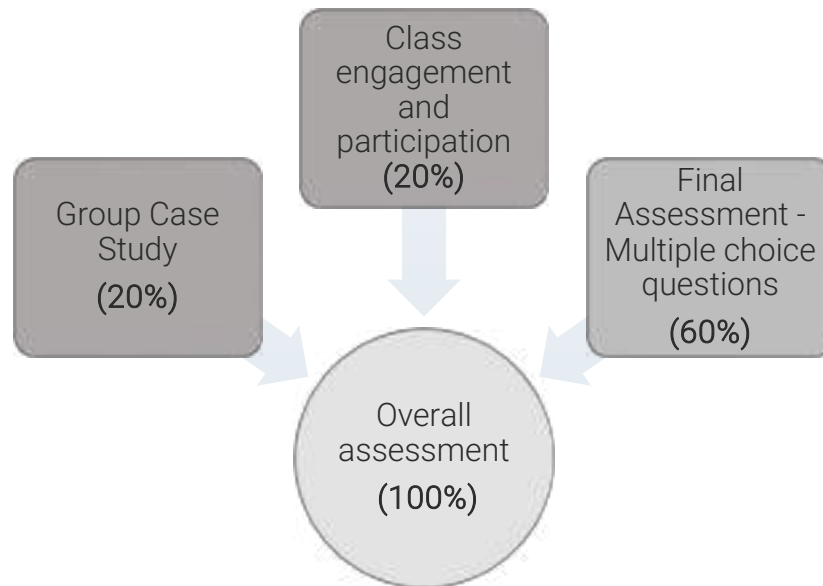 Class
engagement
and
participation
(20%)
Group Case
Study
(20%)
Final
Assessment -
Multiple choice
questions
(60%)
Overall
assessment
(100%)